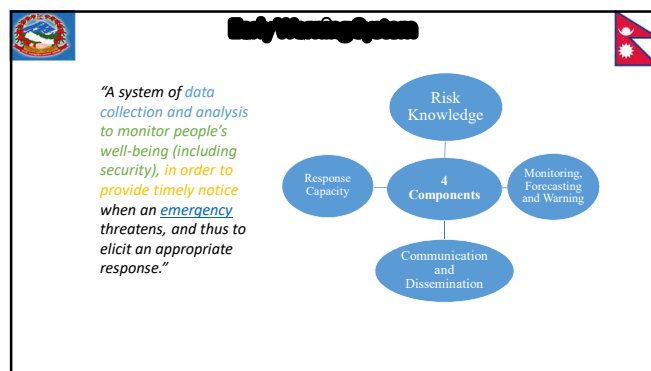 Early Warning System
“A system of data
collection and analysis
to monitor people’s
well-being (including
security), in order to
provide timely notice
when an emergency
threatens, and thus to
elicit an appropriate
response.”
Risk
Knowledge
Response
Capacity
4
Components
Monitoring,
Forecasting
and Warning
Communication
and
Dissemination